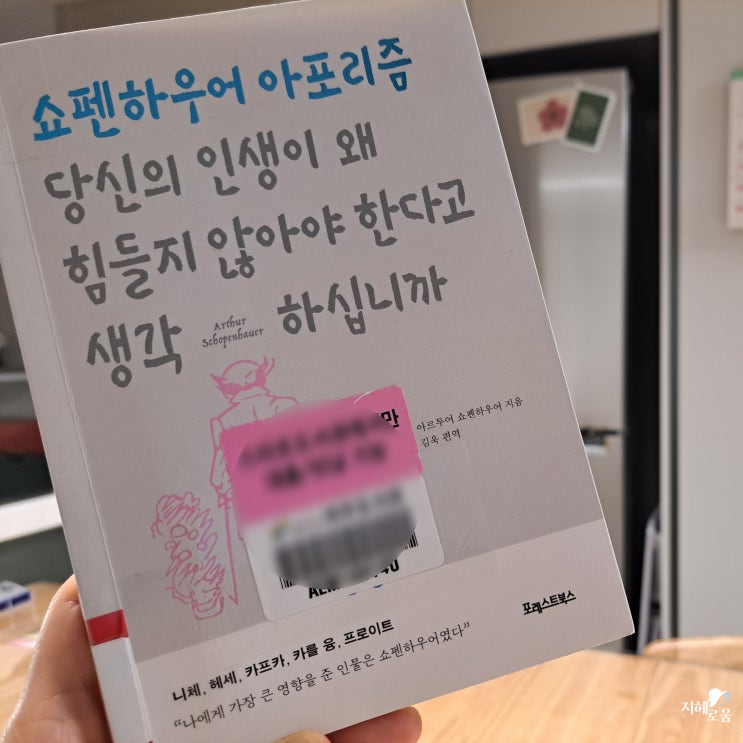 쇼펜하우어 아포리즘
당신의 인생이 왜
힘들지 않아야 한다고
생각 하십니까
Arthur
Schopenhauer
아르투어 쇼펜하우어 지음
김욱 편역
만
포레스트북스
니체, 헤세, 카프카, 카를 융, 프로이트
“나에게 가장 큰 영향을 준 인물은 쇼펜하우어였다”
지혜로움